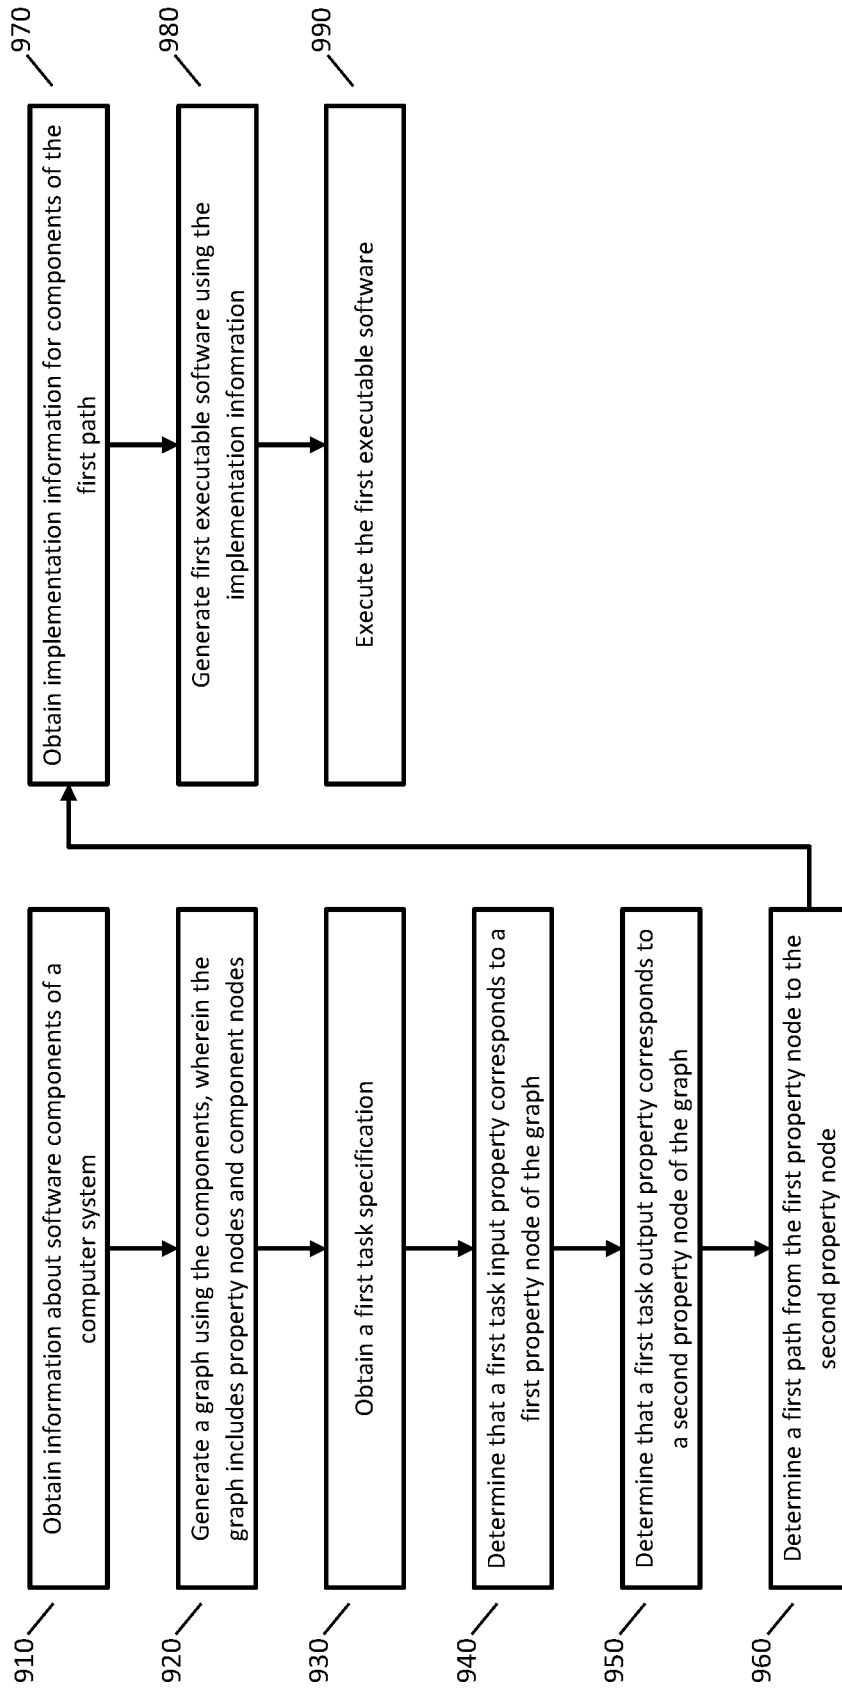 910
Obtain information about software components of a
computer system
920
Generate a graph using the components, wherein the
graph includes property nodes and component nodes
930
Obtain a first task specification
940
Determine that a first task input property corresponds to a
first property node of the graph
950
Determine that a first task output property corresponds to
a second property node of the graph
960
Determine a first path from the first property node to the
second property node
970
Obtain implementation information for components of the
first path
980
Generate first executable software using the
implementation infomration
990
Execute the first executable software